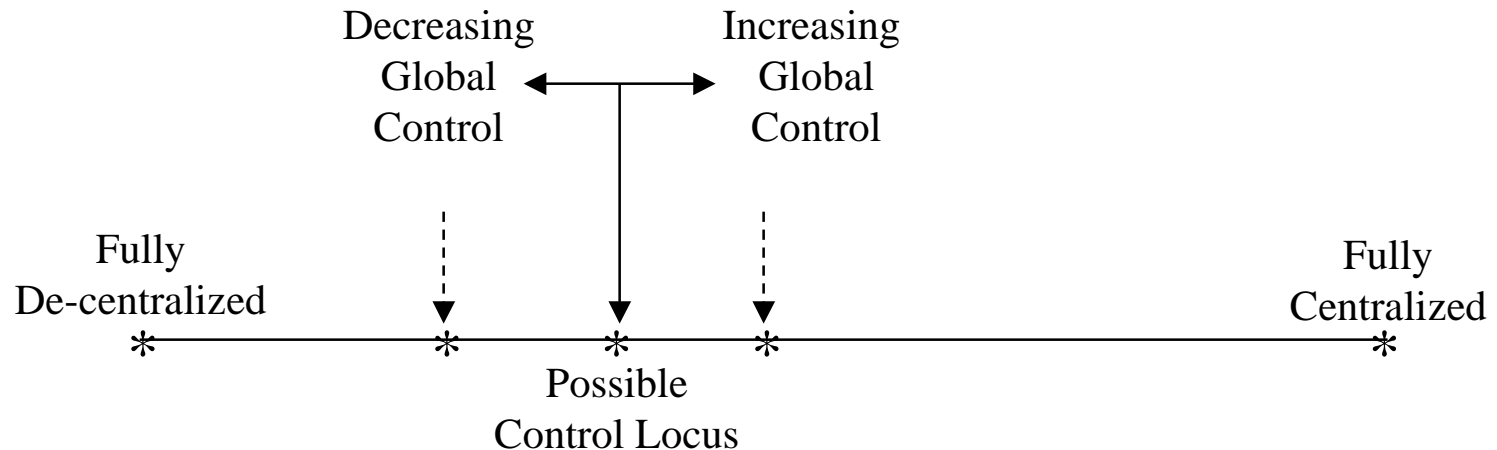 Decreasing
Global
Control
Increasing
Global
Control
Fully
De-centralized
Fully
Centralized
* * * * *
Possible
Control Locus